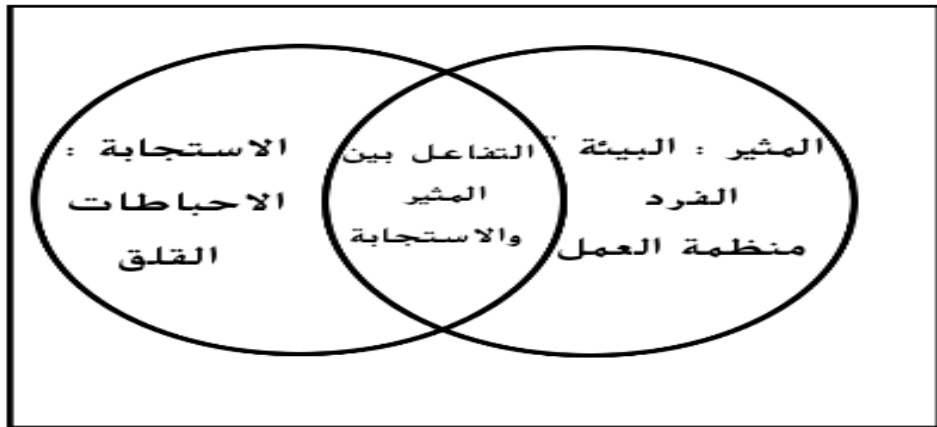 المثير : البيئة
الفرد
منظمة العمل
التفاعل بين
المثير
والاستجابة
الاستجابة :
الاحباطات
القلق